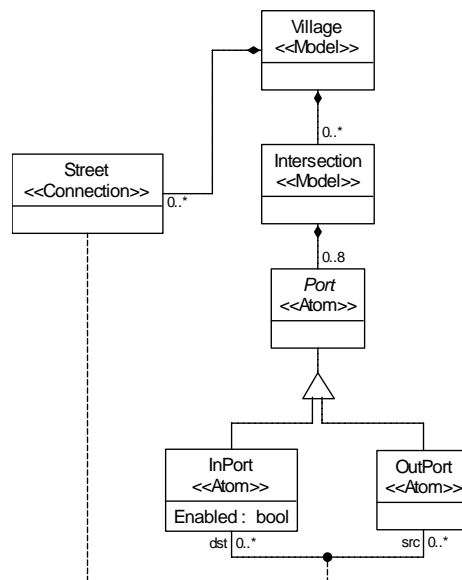 Village
<<Model>>
0..*
Street
<<Connection>>
0..*
Intersection
<<Model>>
0..8
Port
<<Atom>>
InPort
<<Atom>>
Enabled : bool
OutPort
<<Atom>>
dst 0..*
src 0..*